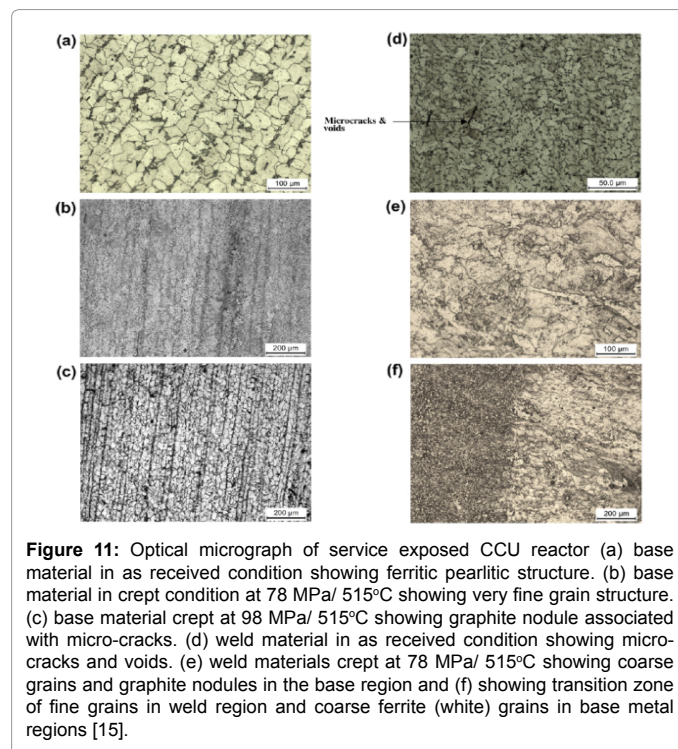 (a)
100 µm
(b)
200 µm
(c)
200 µm
(d)
Microcracks &
voids
50.0 µm
(e)
100 µm
(f)
200 µm
Figure 11: Optical micrograph of service exposed CCU reactor (a) base
material in as received condition showing ferritic pearlitic structure. (b) base
material in crept condition at 78 MPa/ 515ºC showing very fine grain structure.
(c) base material crept at 98 MPa/ 515ºC showing graphite nodule associated
with micro-cracks. (d) weld material in as received condition showing micro-
cracks and voids. (e) weld materials crept at 78 MPa/ 515ºC showing coarse
grains and graphite nodules in the base region and (f) showing transition zone
of fine grains in weld region and coarse ferrite (white) grains in base metal
regions [15].